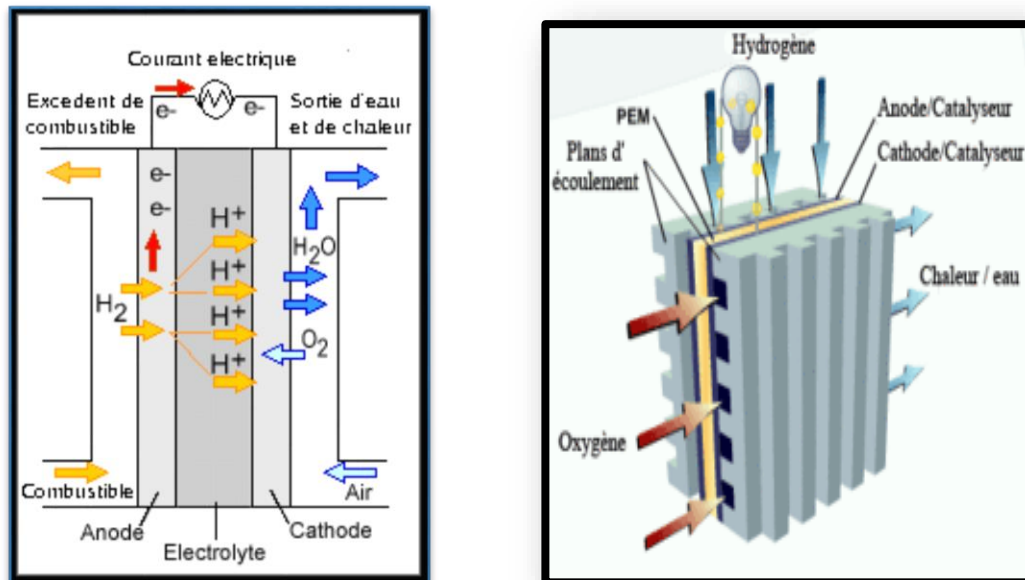 Courant electrique
Excedent de
combustible
e-
e-
Sortie d'eau
et de chaleur
e-
e-
H+
H2O
H+
H2
H+
O2
H+
Combustible
Air
Anode
Cathode
Electrolyte
Hydrogène
PEM
Anode/Catalyseur
Plans d'
écoulement
Cathode/Catalyseur
Chaleur / eau
Oxygène